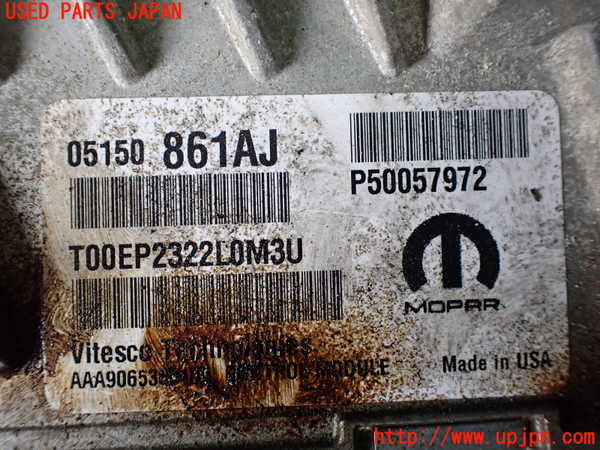 USED PARTS JAPAN
05150 861AJ
P50057972
T00EP2322L0M3U
MOPAR
Vitesco
MODULE
Made in USA
http://www.upjpn.com/